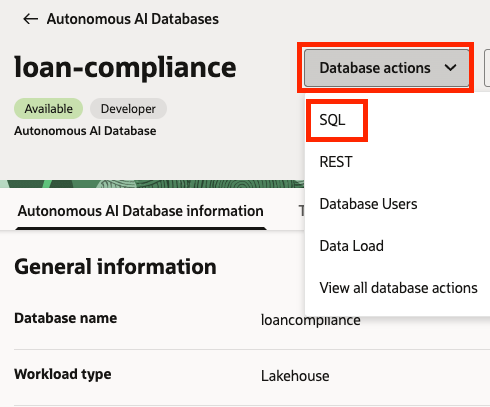 ← Autonomous AI Databases
loan-compliance
Database actions
Available
Developer
Autonomous AI Database
SQL
REST
Database Users
Data Load
View all database actions
Autonomous AI Database information
T
General information
Database name
loancompliance
Workload type
Lakehouse